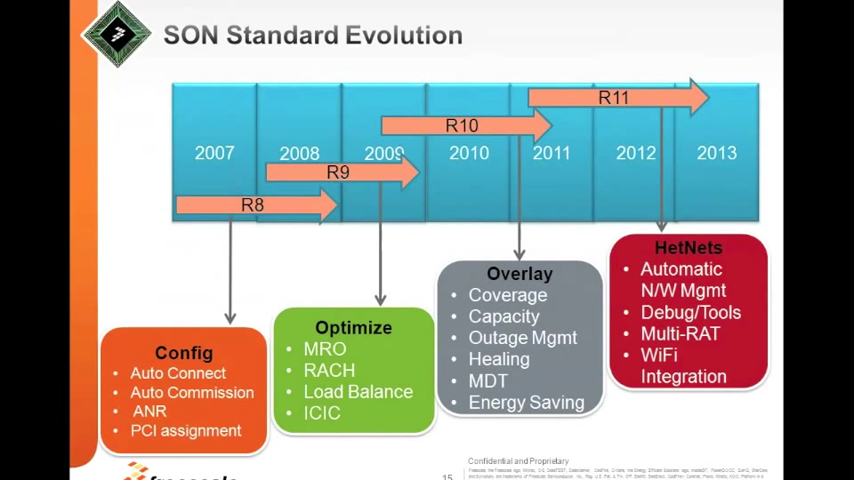 SON Standard Evolution
R11
R10
2007 2008 2009 2010 2011 2012 2013
R9
R8
HetNets
• Automatic
N/W Mgmt
• Debug/Tools
• Multi-RAT
• WiFi
Integration
Overlay
• Coverage
• Capacity
• Outage Mgmt
• Healing
• MDT
• Energy Saving
Optimize
• MRO
• RACH
• Load Balance
• ICIC
Config
• Auto Connect
• Auto Commission
• ANR
• PCI assignment
Confidential and Proprietary
freescale
15